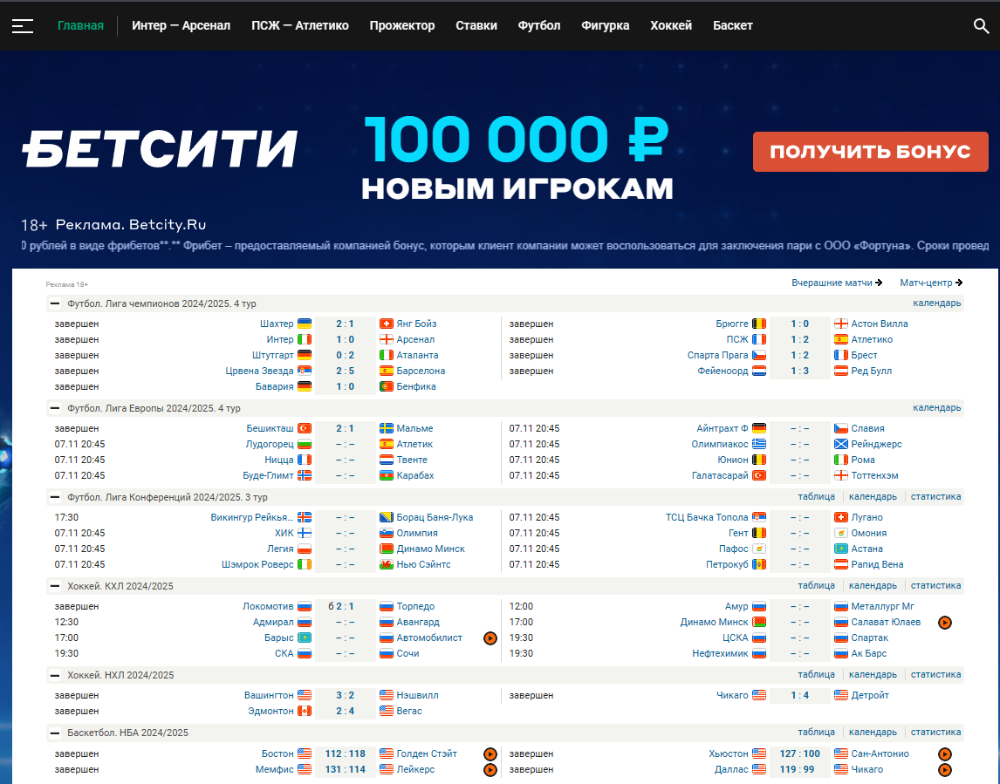 Главная Интер — Арсенал ПСЖ — Атлетико Прожектор Ставки Футбол Фигурка Хоккей Баскет
БЕТСИТИ
100 000 ₽
НОВЫМ ИГРОКАМ
ПОЛУЧИТЬ БОНУС
18+ Реклама. Betcity.Ru
0 рублей в виде фрибетов**.** Фрибет – предоставляемый компанией бонус, которым клиент компании может воспользоваться для заключения пари с ООО «Фортуна». Сроки провед
Реклама 18+ Вчерашние матчи Матч-центр
Футбол. Лига чемпионов 2024/2025. 4 тур календарь
завершен Шахтер 2 : 1 Янг Бойз завершен Брюгге 1 : 0 Астон Вилла
завершен Интер 1 : 0 Арсенал завершен ПСЖ 1 : 2 Атлетико
завершен Штутгарт 0 : 2 Аталанта завершен Спарта Прага 1 : 2 Брест
завершен Црвена Звезда 2 : 5 Барселона завершен Фейеноорд 1 : 3 Ред Булл
завершен Бавария 1 : 0 Бенфика
Футбол. Лига Европы 2024/2025. 4 тур календарь
завершен Бешикташ 2 : 1 Мальме 07.11 20:45 Айнтрахт Ф – : – Славия
07.11 20:45 Лудогорец – : – Атлетик 07.11 20:45 Олимпиакос – : – Рейнджерс
07.11 20:45 Ницца – : – Твенте 07.11 20:45 Юнион – : – Рома
07.11 20:45 Буде-Глимт – : – Карабах 07.11 20:45 Галатасарай – : – Тоттенхэм
Футбол. Лига Конференций 2024/2025. 3 тур таблица календарь статистика
17:30 Викингур Рейкья... – : – Борац Баня-Лука 07.11 20:45 ТСЦ Бачка Топола – : – Лугано
07.11 20:45 ХИК – : – Олимпия 07.11 20:45 Гент – : – Омония
07.11 20:45 Легия – : – Динамо Минск 07.11 20:45 Пафос – : – Астана
07.11 20:45 Шэмрок Роверс – : – Нью Сэйнтс 07.11 20:45 Петрокуб – : – Рапид Вена
Хоккей. КХЛ 2024/2025 таблица календарь статистика
завершен Локомотив б 2 : 1 Торпедо 12:00 Амур – : – Металлург Мг
12:30 Адмирал – : – Авангард 17:00 Динамо Минск – : – Салават Юлаев
17:00 Барыс – : – Автомобилист 19:30 ЦСКА – : – Спартак
19:30 СКА – : – Сочи 19:30 Нефтехимик – : – Ак Барс
Хоккей. НХЛ 2024/2025 таблица календарь статистика
завершен Вашингтон 3 : 2 Нэшвилл завершен Чикаго 1 : 4 Детройт
завершен Эдмонтон 2 : 4 Вегас
Баскетбол. НБА 2024/2025 таблица календарь статистика
завершен Бостон 112 : 118 Голден Стэйт завершен Хьюстон 127 : 100 Сан-Антонио
завершен Мемфис 131 : 114 Лейкерс завершен Даллас 119 : 99 Чикаго